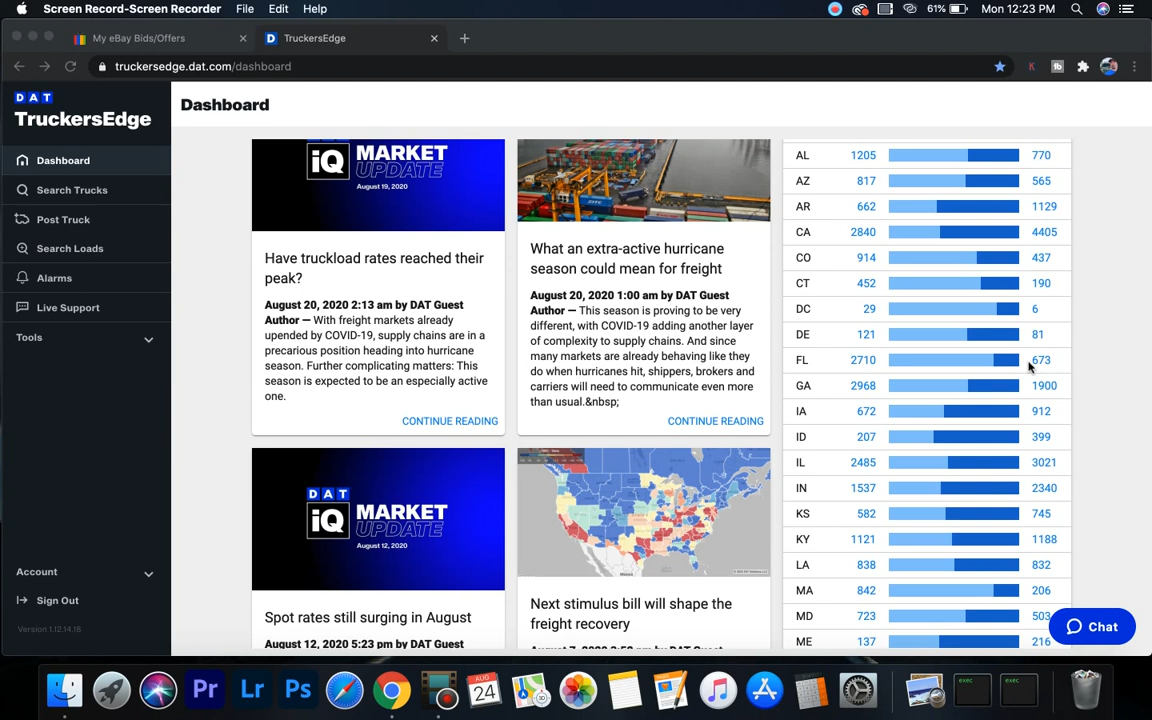 Screen Record-Screen Recorder File Edit Help
61% Mon 12:23 PM
My eBay Bids/Offers
TruckersEdge
truckersedge.dat.com/dashboard
DAT
TruckersEdge
Dashboard
Search Trucks
Post Truck
Search Loads
Alarms
Live Support
Tools
Account
Sign Out
Version 1.12.14.18
Dashboard
iQ MARKET
UPDATE
August 19, 2020
Have truckload rates reached their
peak?
August 20, 2020 2:13 am by DAT Guest
Author — With freight markets already
upended by COVID-19, supply chains are in a
precarious position heading into hurricane
season. Further complicating matters: This
season is expected to be an especially active
one.
CONTINUE READING
What an extra-active hurricane
season could mean for freight
August 20, 2020 1:00 am by DAT Guest
Author — This season is proving to be very
different, with COVID-19 adding another layer
of complexity to supply chains. And since
many markets are already behaving like they
do when hurricanes hit, shippers, brokers and
carriers will need to communicate even more
than usual.&nbsp;
CONTINUE READING
DAT
iQ MARKET
UPDATE
August 12, 2020
Spot rates still surging in August
August 12, 2020 5:23 pm by DAT Guest
Mexico
Next stimulus bill will shape the
freight recovery
AL 1205 770
AZ 817 565
AR 662 1129
CA 2840 4405
CO 914 437
CT 452 190
DC 29 6
DE 121 81
FL 2710 673
GA 2968 1900
IA 672 912
ID 207 399
IL 2485 3021
IN 1537 2340
KS 582 745
KY 1121 1188
LA 838 832
MA 842 206
MD 723 503
ME 137 216
Chat
Pr Lr Ps
AUG
24
exec exec